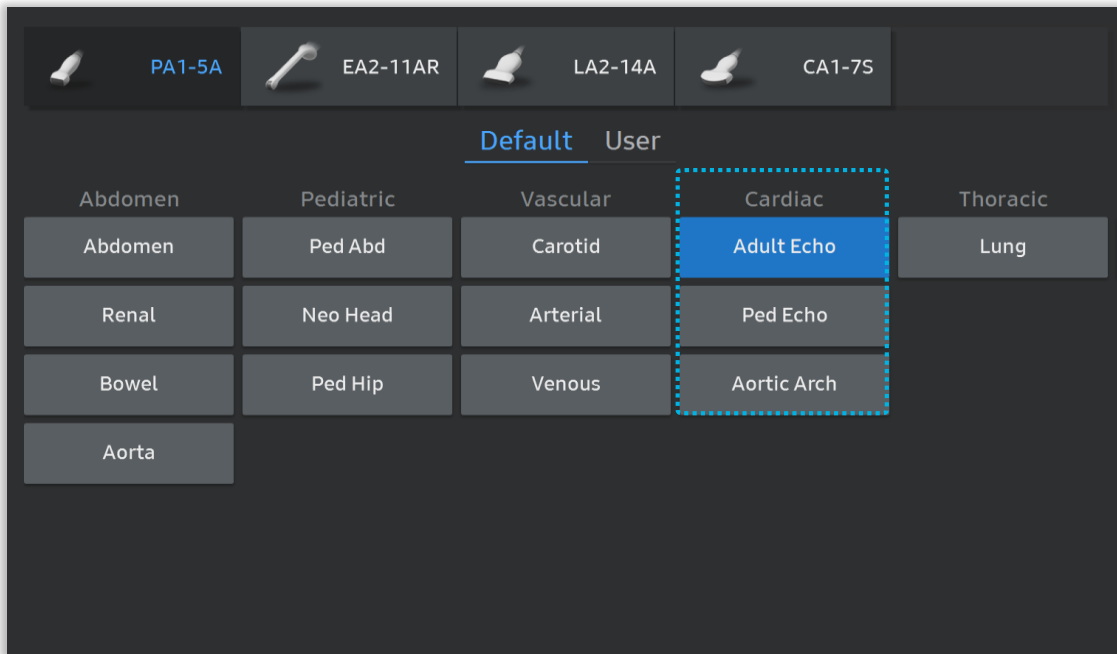 PA1-5A EA2-11AR LA2-14A CA1-7S
Default User
Abdomen Pediatric Vascular Cardiac Thoracic
Abdomen Ped Abd Carotid Adult Echo Lung
Renal Neo Head Arterial Ped Echo
Bowel Ped Hip Venous Aortic Arch
Aorta